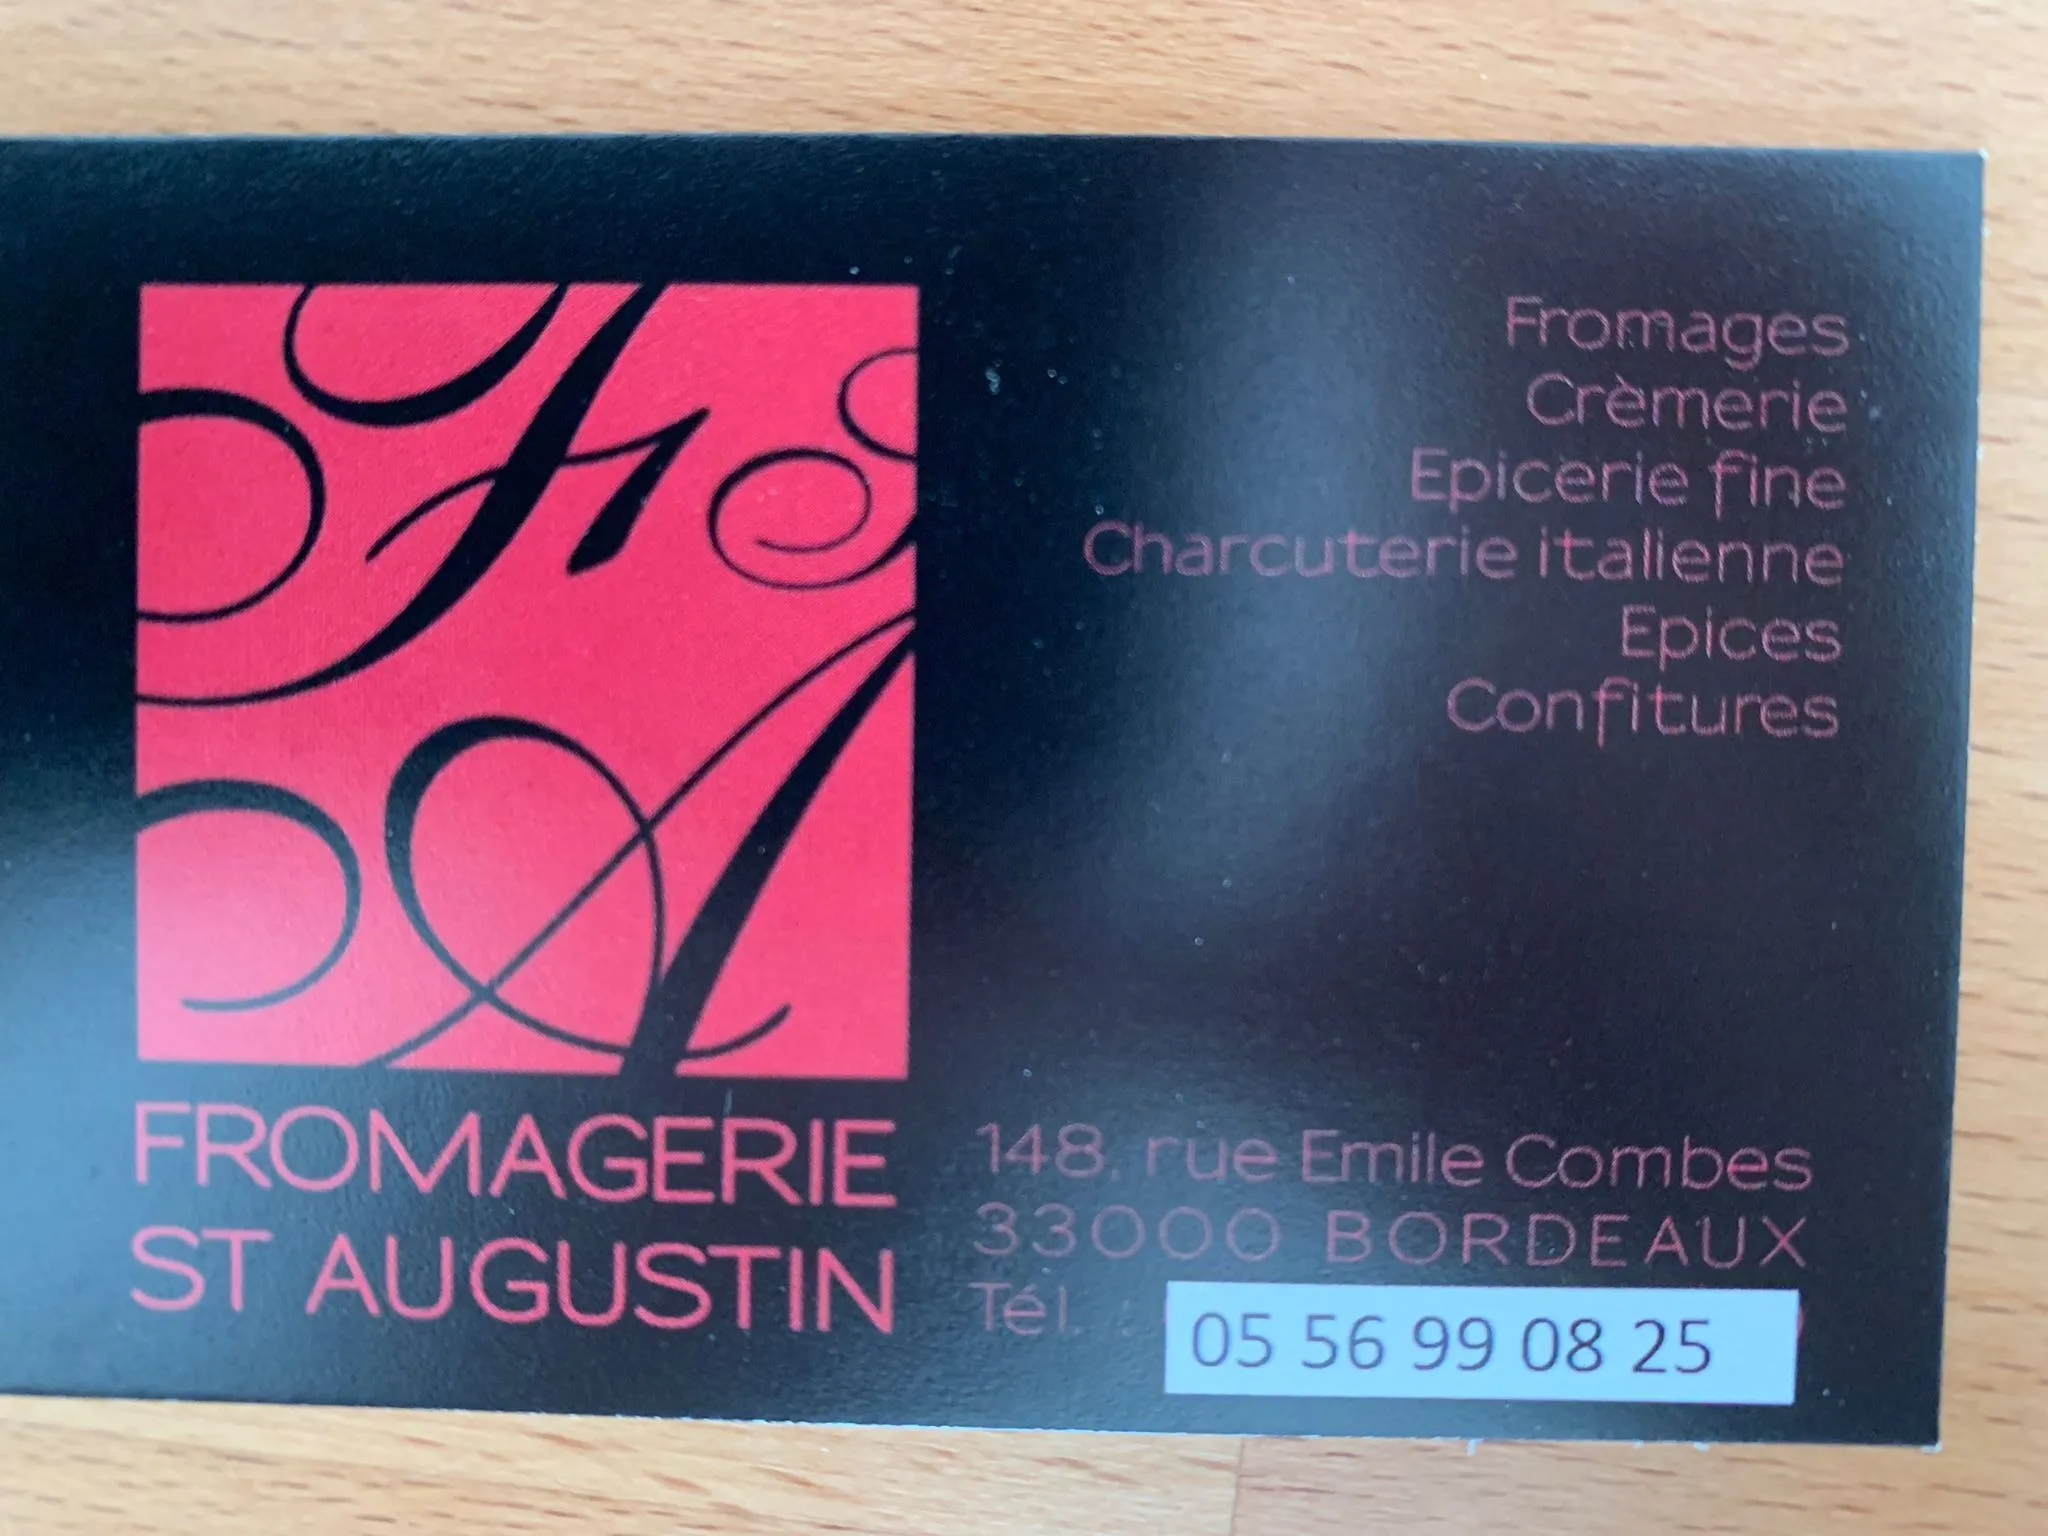 FROMAGERIE
ST AUGUSTIN
Fromages
Crèmerie
Epicerie fine
Charcuterie italienne
Epices
Confitures
148, rue Emile Combes
33000 BORDEAUX
Tél. : 05 56 99 08 25